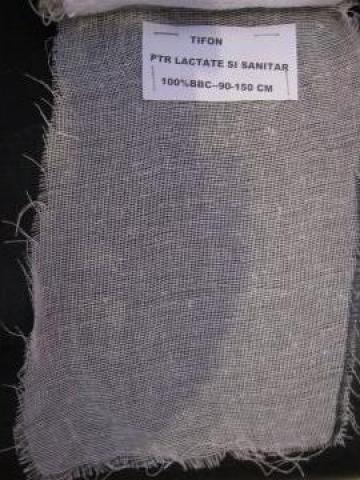 TIFON
PTR LACTATE SI SANITAR
100%BBC--90-150 CM